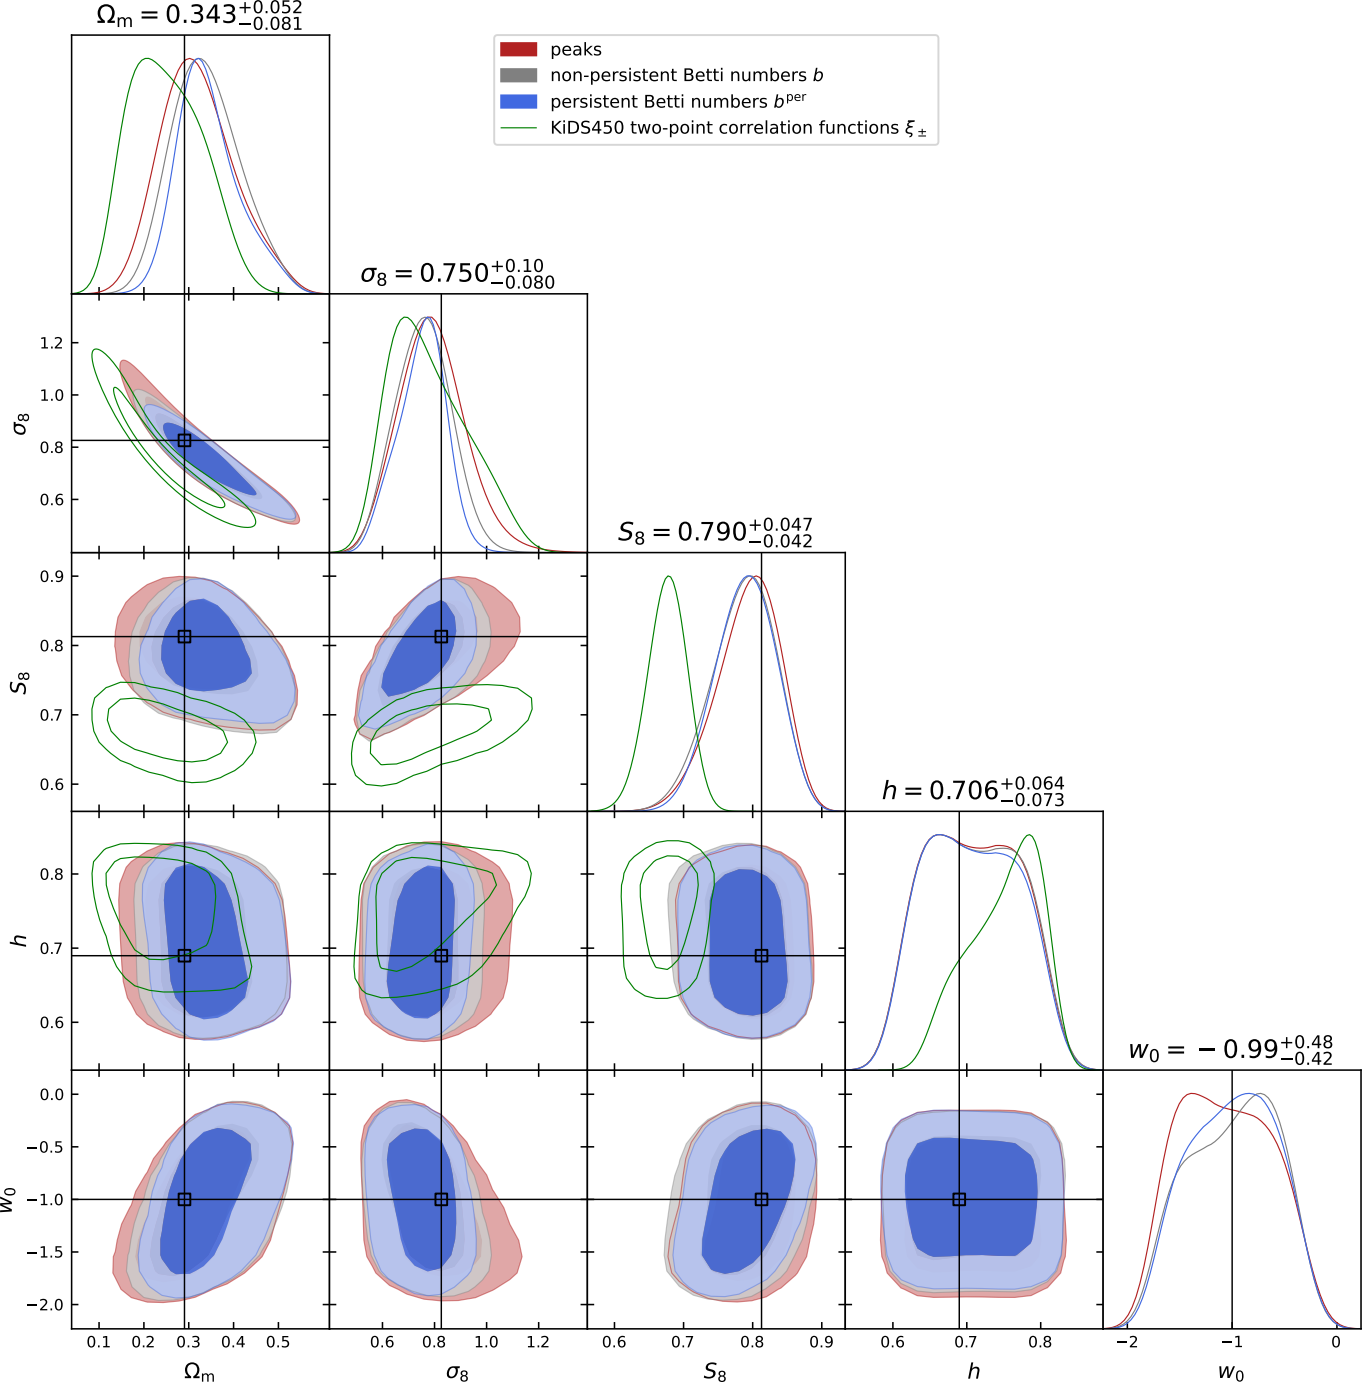 Ωm = 0.343+0.052 −0.081
peaks
non-persistent Betti numbers b
persistent Betti numbers bper
KiDS450 two-point correlation functions ξ±
σ8 = 0.750+0.10 −0.080
1.2
1.0
0.8
0.6
σ8
S8 = 0.790+0.047 −0.042
0.9
0.8
0.7
0.6
S8
h = 0.706+0.064 −0.073
0.8
0.7
0.6
h
w0 = −0.99+0.48 −0.42
0.0
−0.5
−1.0
−1.5
−2.0
w0
0.1 0.2 0.3 0.4 0.5
0.6 0.8 1.0 1.2
0.6 0.7 0.8 0.9
0.6 0.7 0.8
−2 −1 0
Ωm
σ8
S8
h
w0